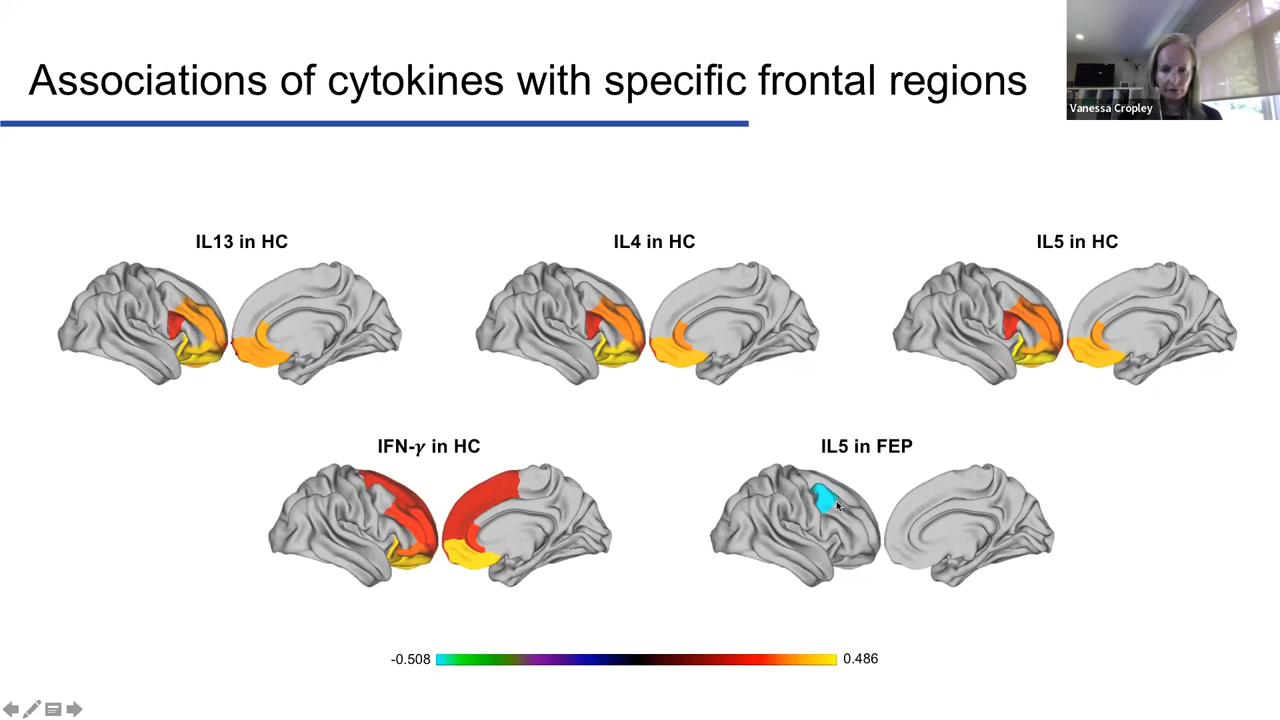 Associations of cytokines with specific frontal regions
Vanessa Cropley
IL13 in HC
IL4 in HC
IL5 in HC
IFN-γ in HC
IL5 in FEP
-0.508
0.486